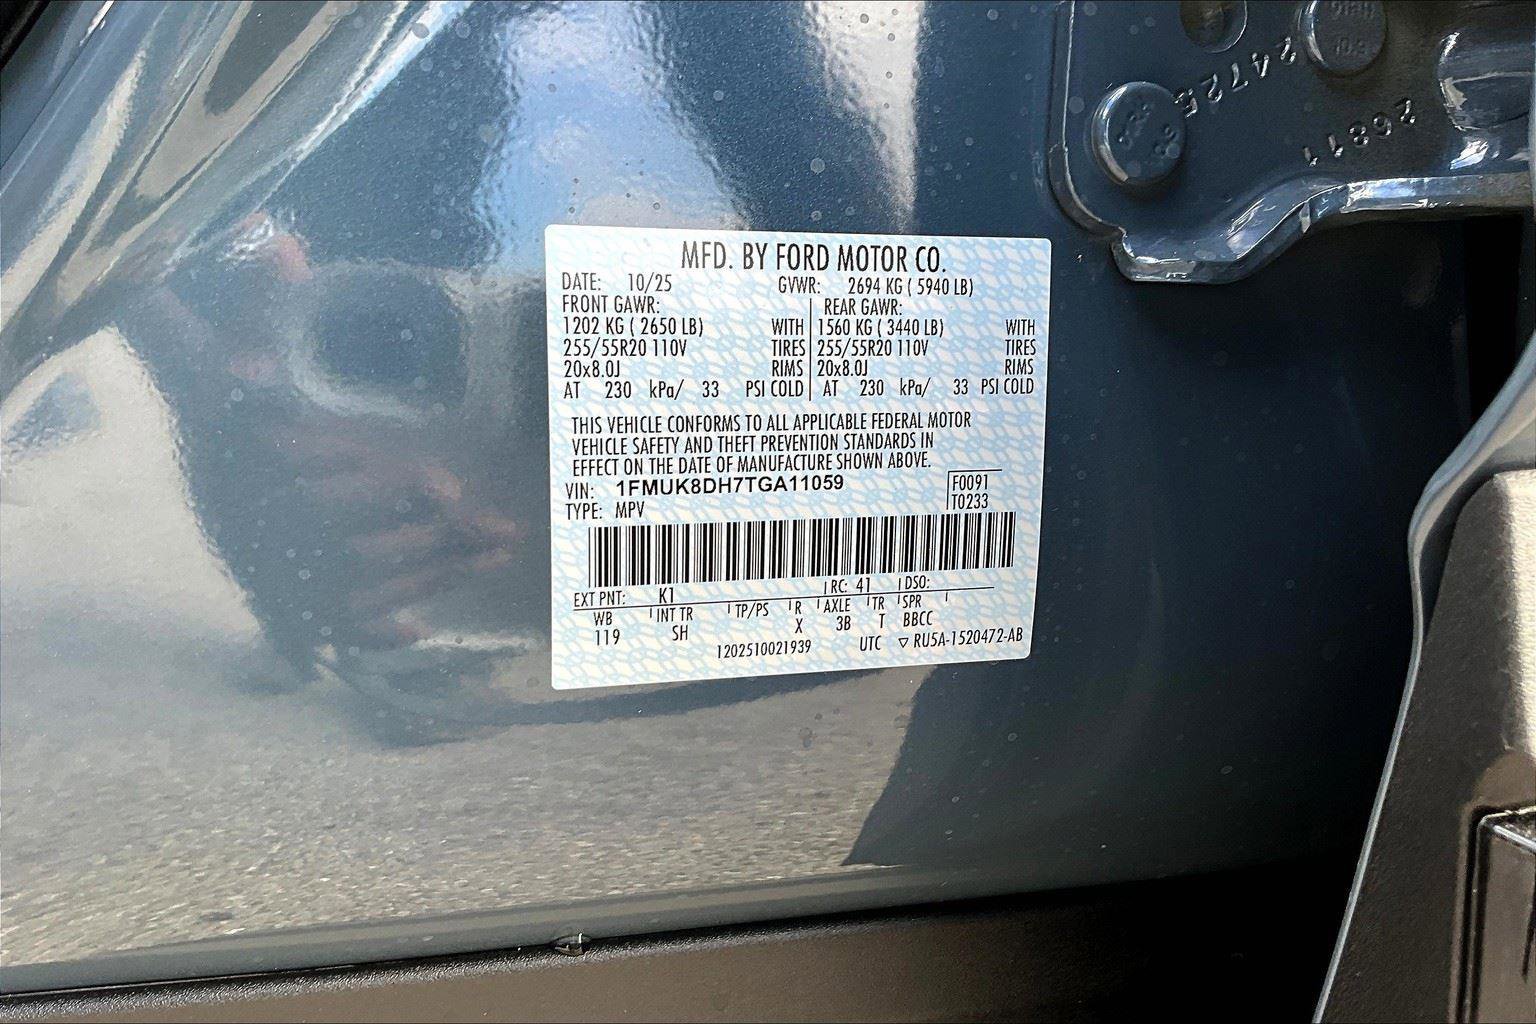 24725
26811
MFD. BY FORD MOTOR CO.
DATE: 10/25 GVWR: 2694 KG ( 5940 LB)
FRONT GAWR: REAR GAWR:
1202 KG ( 2650 LB) WITH 1560 KG ( 3440 LB) WITH
255/55R20 110V TIRES 255/55R20 110V TIRES
20x8.0J RIMS 20x8.0J RIMS
AT 230 kPa/ 33 PSI COLD AT 230 kPa/ 33 PSI COLD
THIS VEHICLE CONFORMS TO ALL APPLICABLE FEDERAL MOTOR
VEHICLE SAFETY AND THEFT PREVENTION STANDARDS IN
EFFECT ON THE DATE OF MANUFACTURE SHOWN ABOVE.
VIN: 1FMUK8DH7TGA11059 F0091
TYPE: MPV T0233
EXT PNT: K1 RC: 41 DSO:
WB INT TR TP/PS R AXLE TR SPR
119 SH X 3B T BBCC
1202510021939 UTC ▽ RU5A-1520472-AB